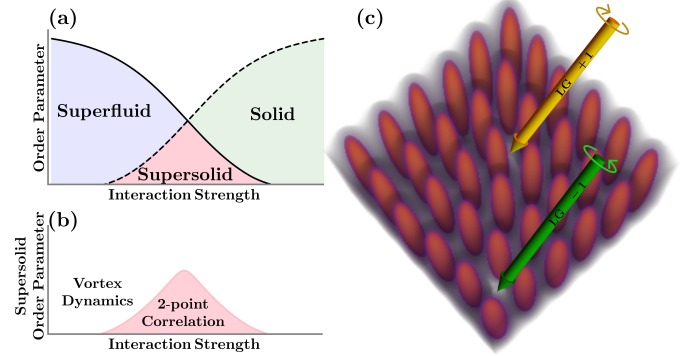 (a)
Order Parameter
Superfluid
Solid
Supersolid
Interaction Strength
(b)
Supersolid
Order Parameter
Vortex
Dynamics
2-point
Correlation
Interaction Strength
(c)
LG +1
LG −1